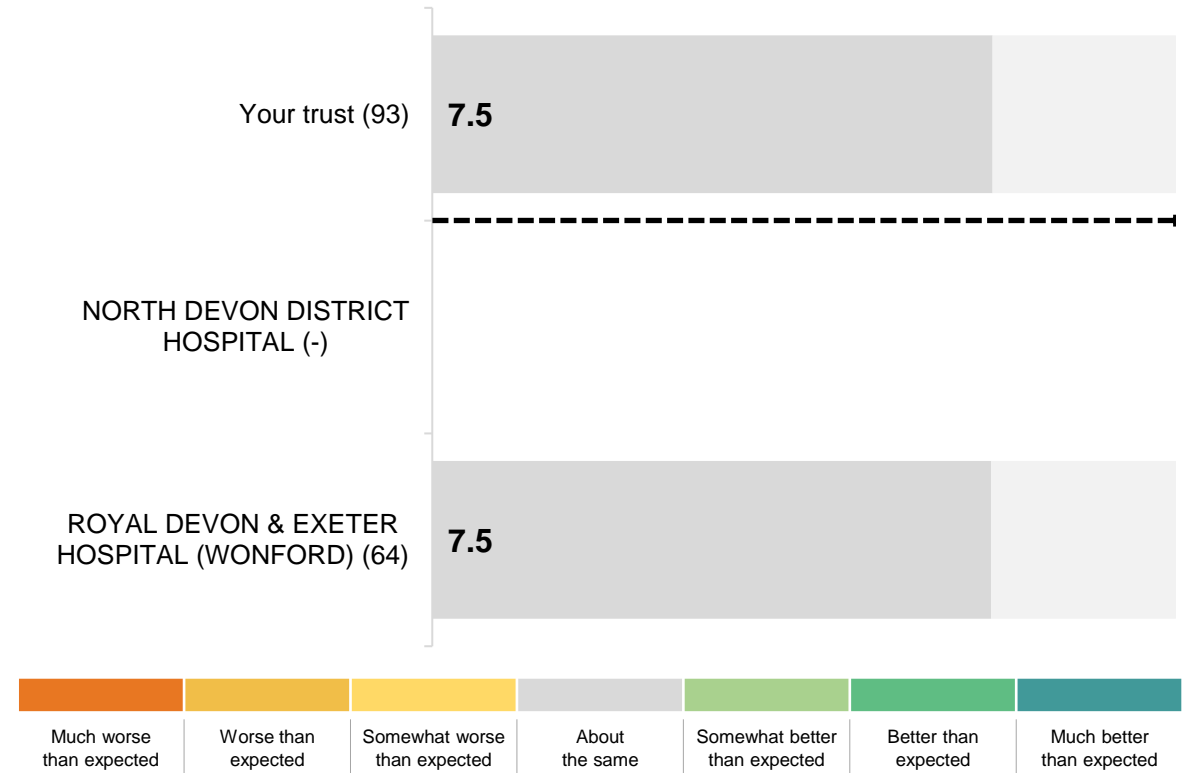 Your trust (93)
7.5
NORTH DEVON DISTRICT
HOSPITAL (-)
ROYAL DEVON & EXETER
HOSPITAL (WONFORD) (64)
7.5
Much worse
than expected
Worse than
expected
Somewhat worse
than expected
About
the same
Somewhat better
than expected
Better than
expected
Much better
than expected